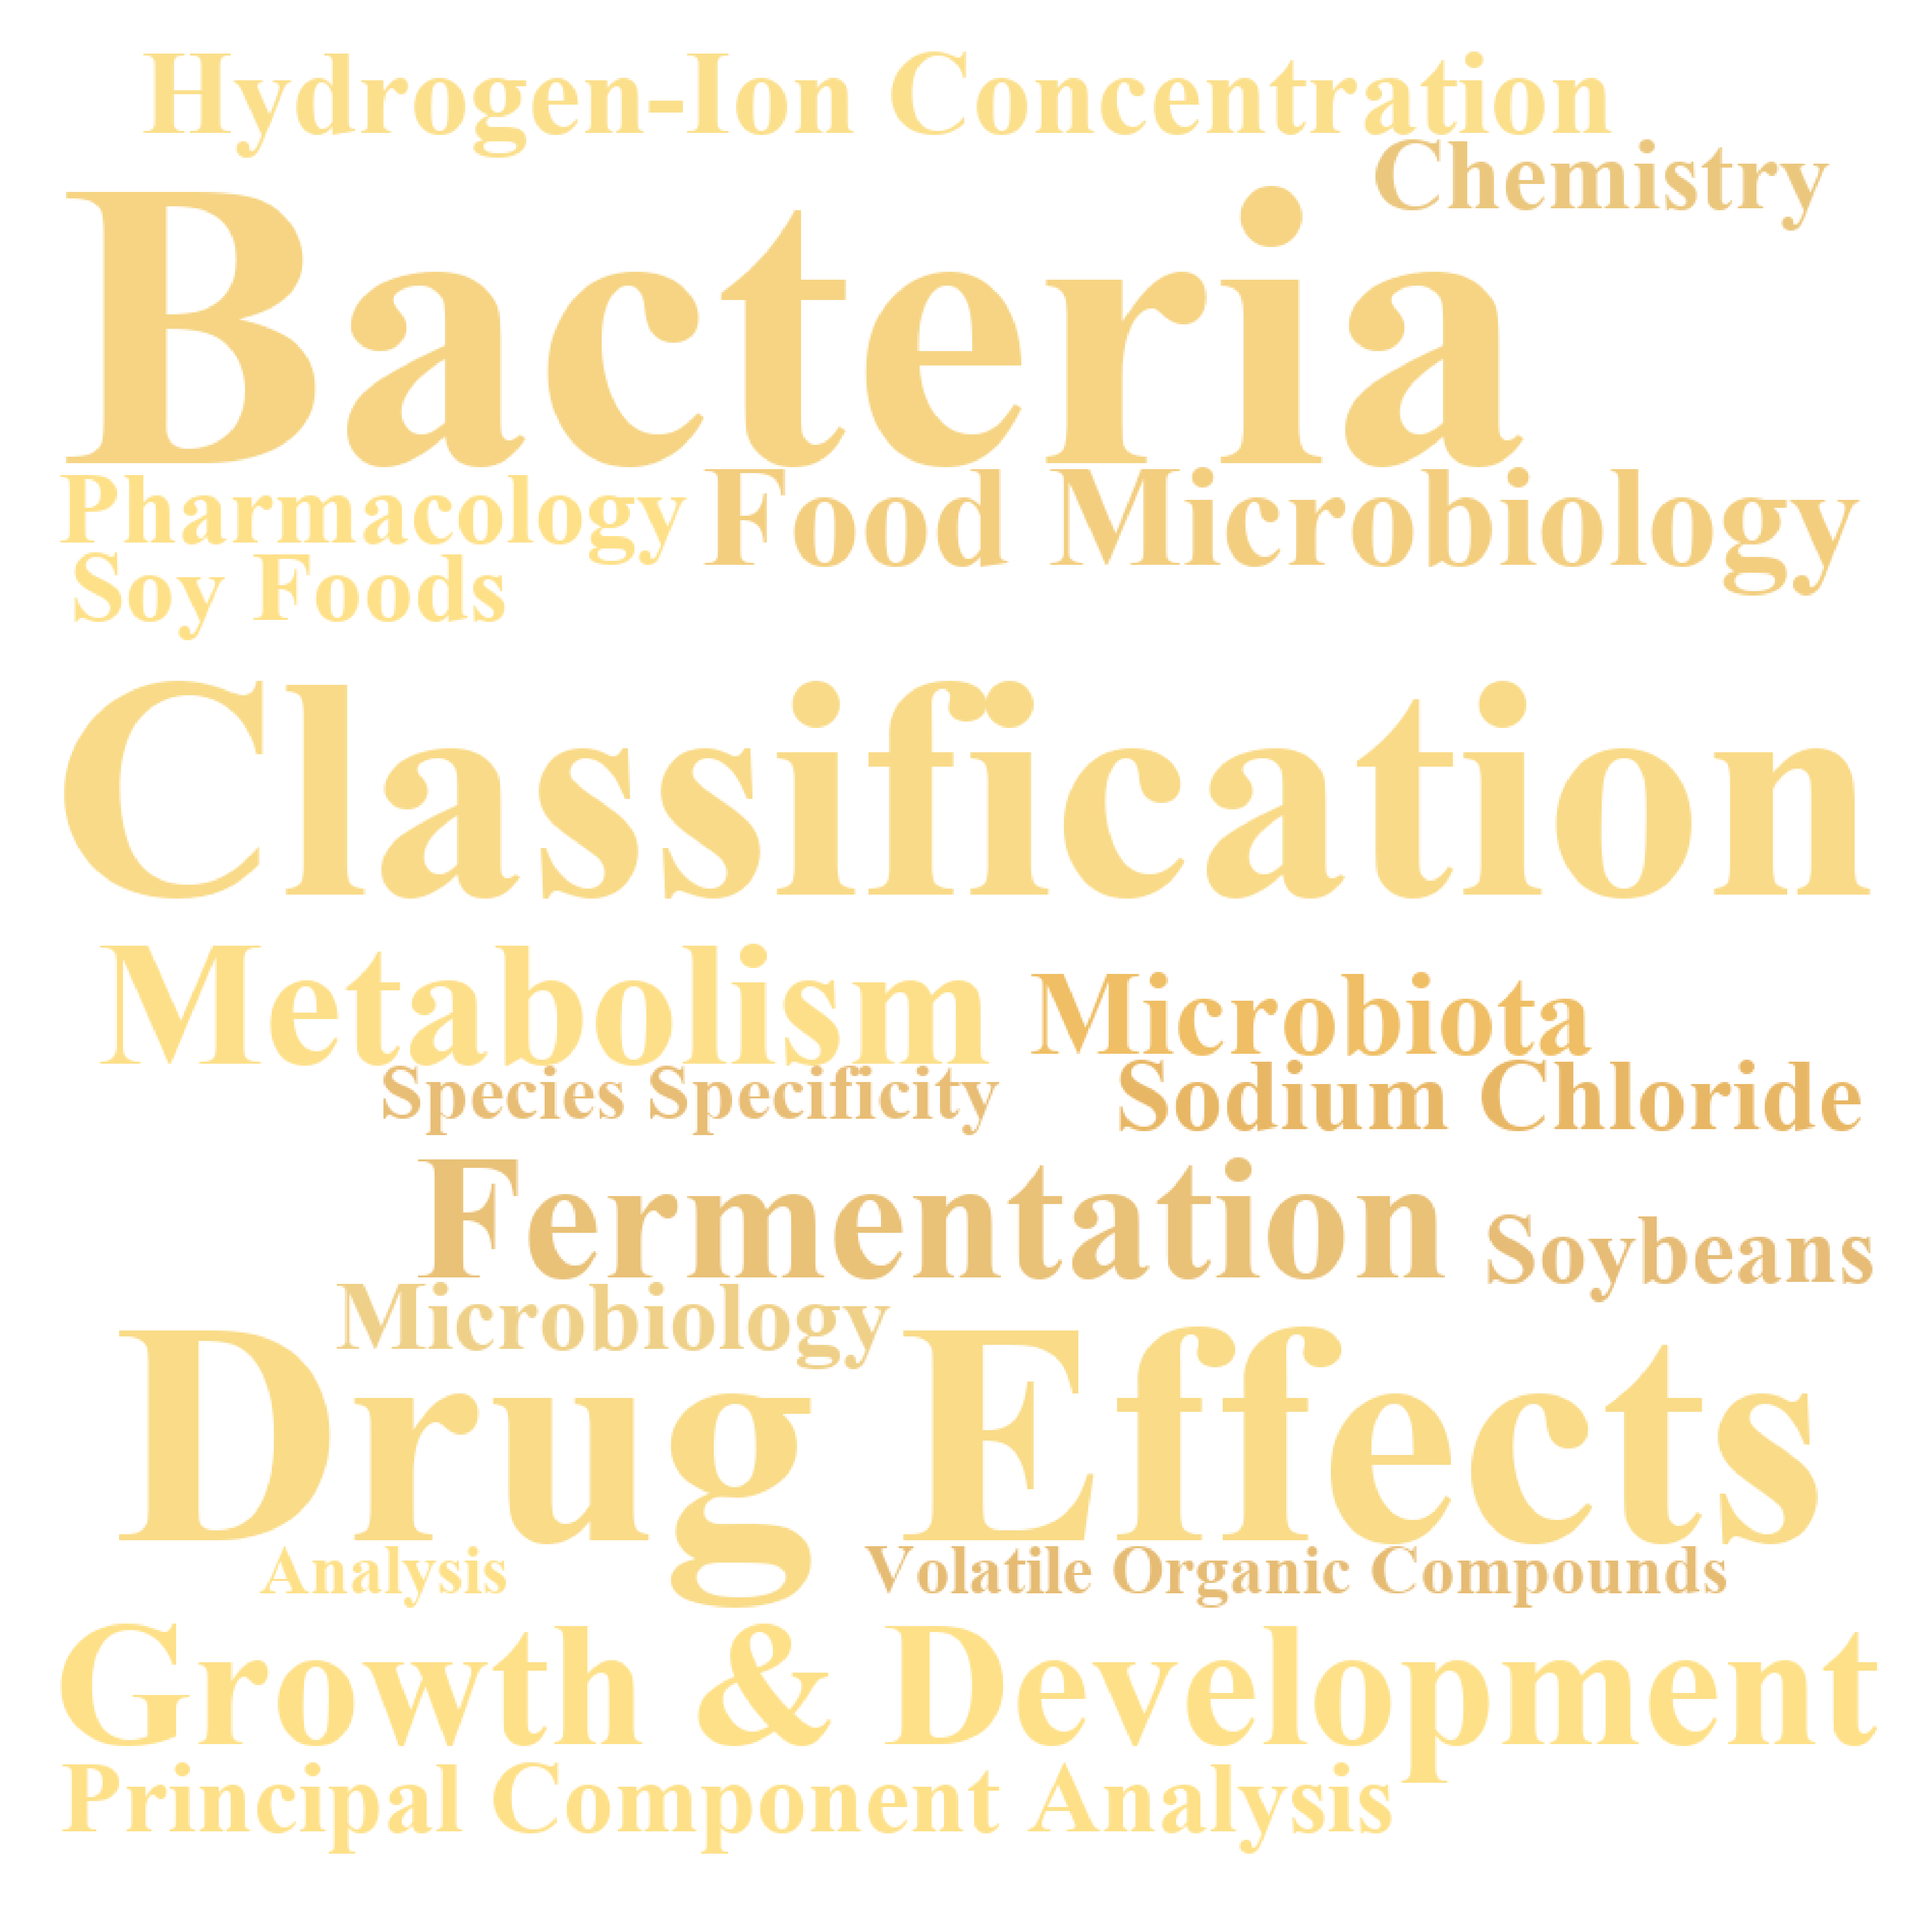 Hydrogen-Ion Concentration
Chemistry
Bacteria
Pharmacology
Food Microbiology
Soy Foods
Classification
Metabolism
Microbiota
Species Specificity
Sodium Chloride
Fermentation
Soybeans
Microbiology
Drug Effects
Analysis
Volatile Organic Compounds
Growth & Development
Principal Component Analysis